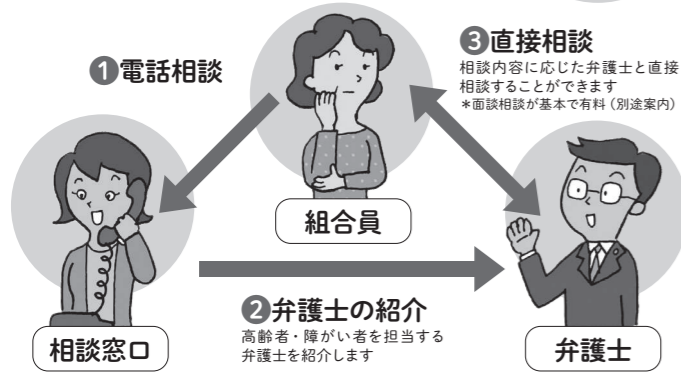 ❶電話相談
❸直接相談
相談内容に応じた弁護士と直接
相談することができます
＊面談相談が基本で有料（別途案内）
組合員
❷弁護士の紹介
高齢者・障がい者を担当する
弁護士を紹介します
相談窓口
弁護士